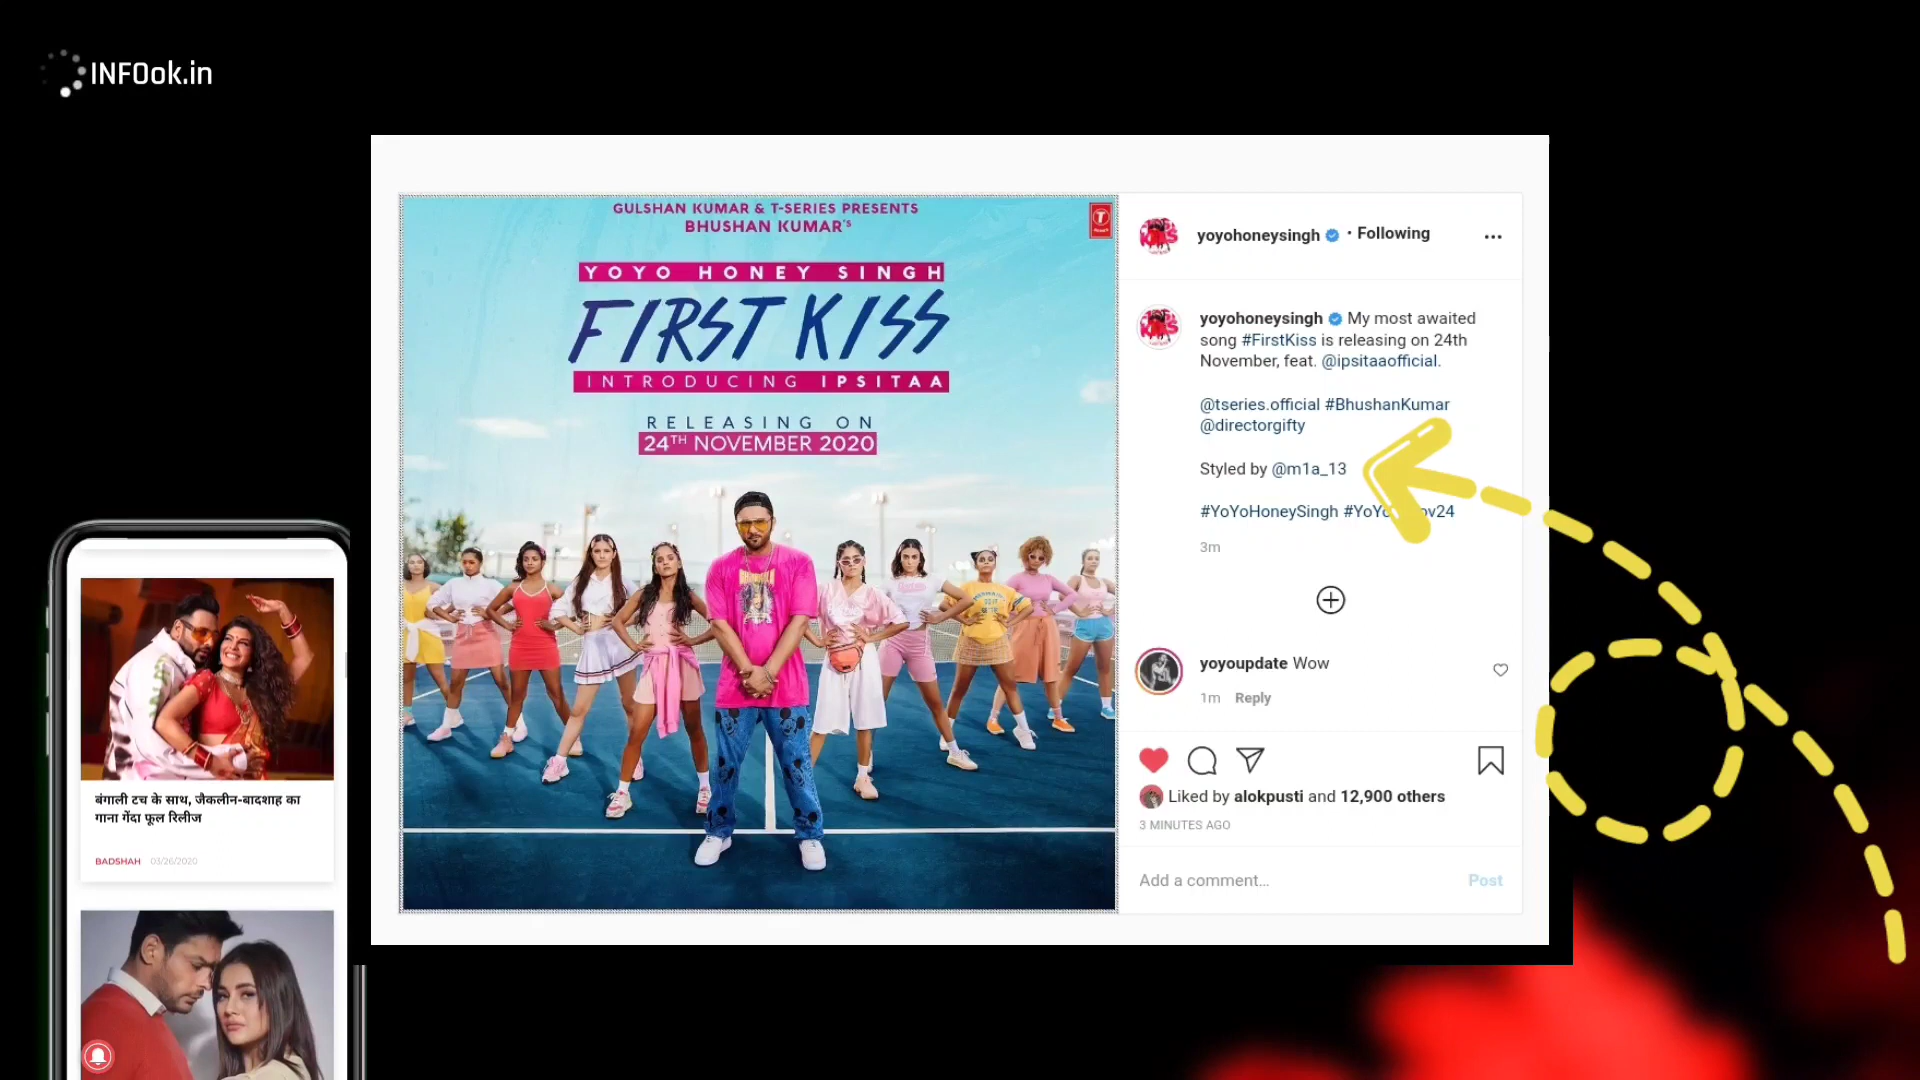 INFOok.in
GULSHAN KUMAR & T-SERIES PRESENTS
BHUSHAN KUMAR'S
YOYO HONEY SINGH
FIRST KISS
INTRODUCING IPSITAA
RELEASING ON
24TH NOVEMBER 2020
yoyohoneysingh • Following
yoyohoneysingh My most awaited
song #FirstKiss is releasing on 24th
November, feat. @ipsitaaofficial.
@tseries.official #BhushanKumar
@directorgifty
Styled by @m1a_13
#YoYoHoneySingh
3m
yoyoupdate Wow
1m Reply
Liked by alokpusti and 12,900 others
3 MINUTES AGO
Add a comment...
Post
बंगाली टच के साथ, जैकलीन-बादशाह का
गाना गेंदा फूल रिलीज
BADSHAH 03/26/2020